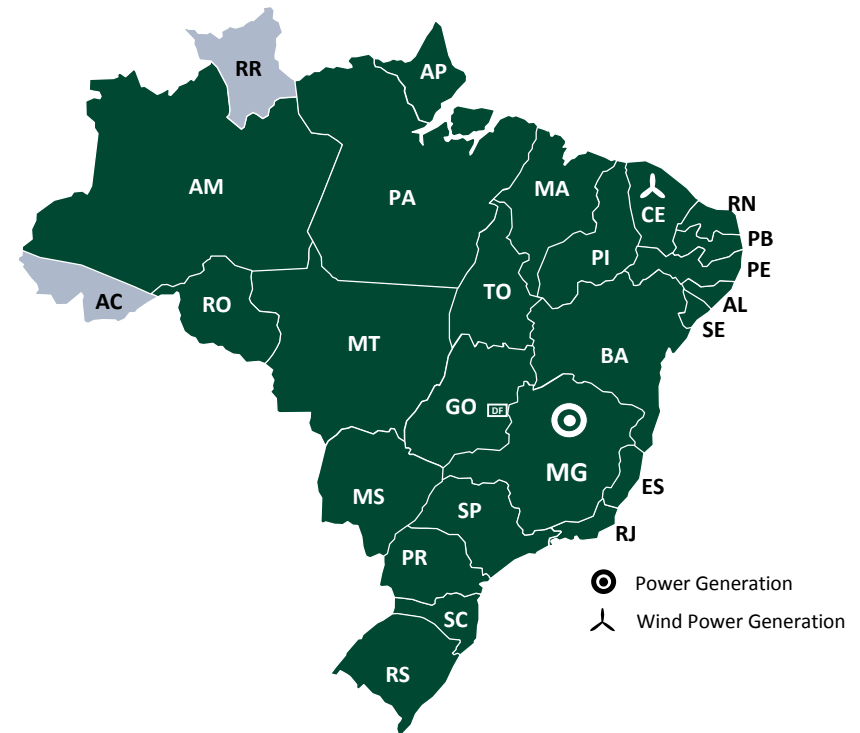 RR
AP
AM
PA
MA
CE
RN
PB
PI
PE
AC
RO
TO
AL
SE
MT
BA
GO
DF
MG
MS
ES
SP
RJ
PR
Power Generation
SC
Wind Power Generation
RS